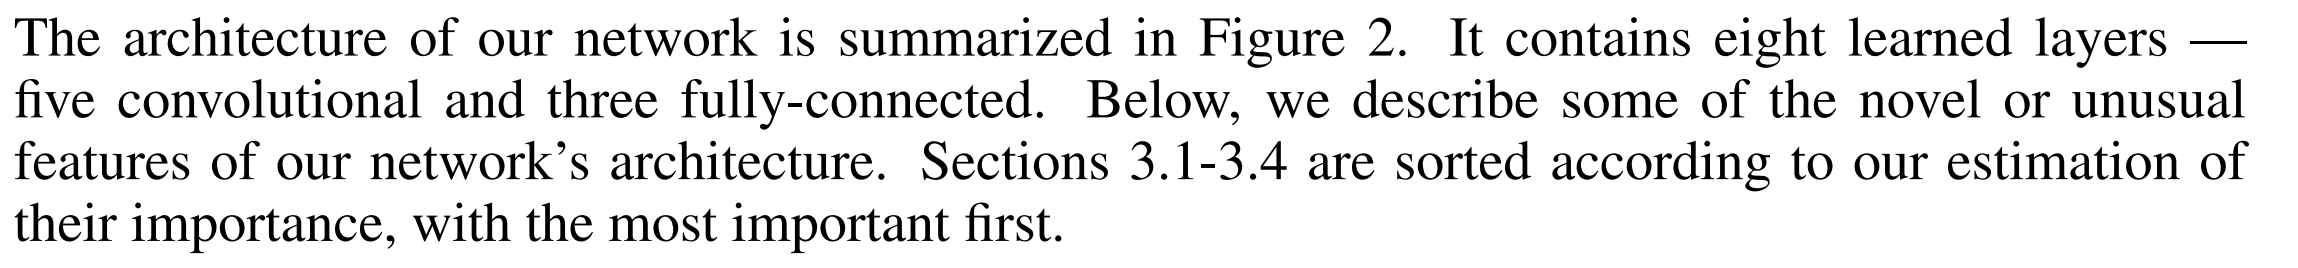 The architecture of our network is summarized in Figure 2. It contains eight learned layers —
five convolutional and three fully-connected. Below, we describe some of the novel or unusual
features of our network’s architecture. Sections 3.1-3.4 are sorted according to our estimation of
their importance, with the most important first.